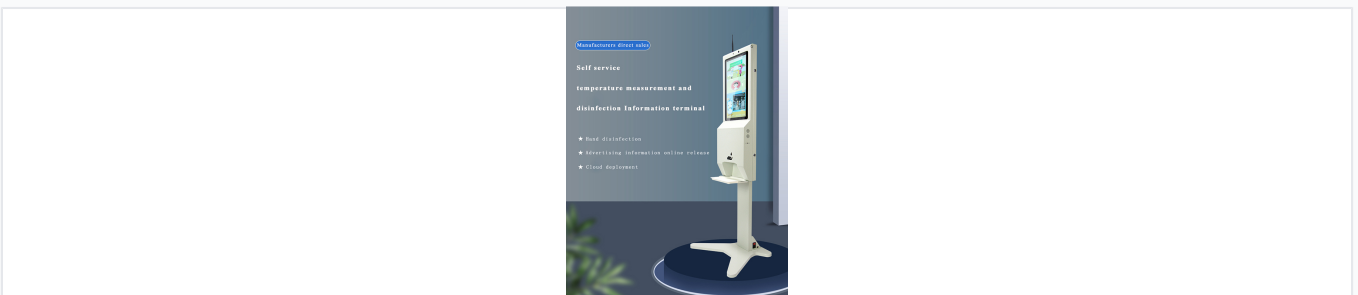 Manufacturers direct sales
Self service
temperature measurement and
disinfection Information terminal
★ Hand disinfection
★ Advertising information online release
★ Cloud deployment